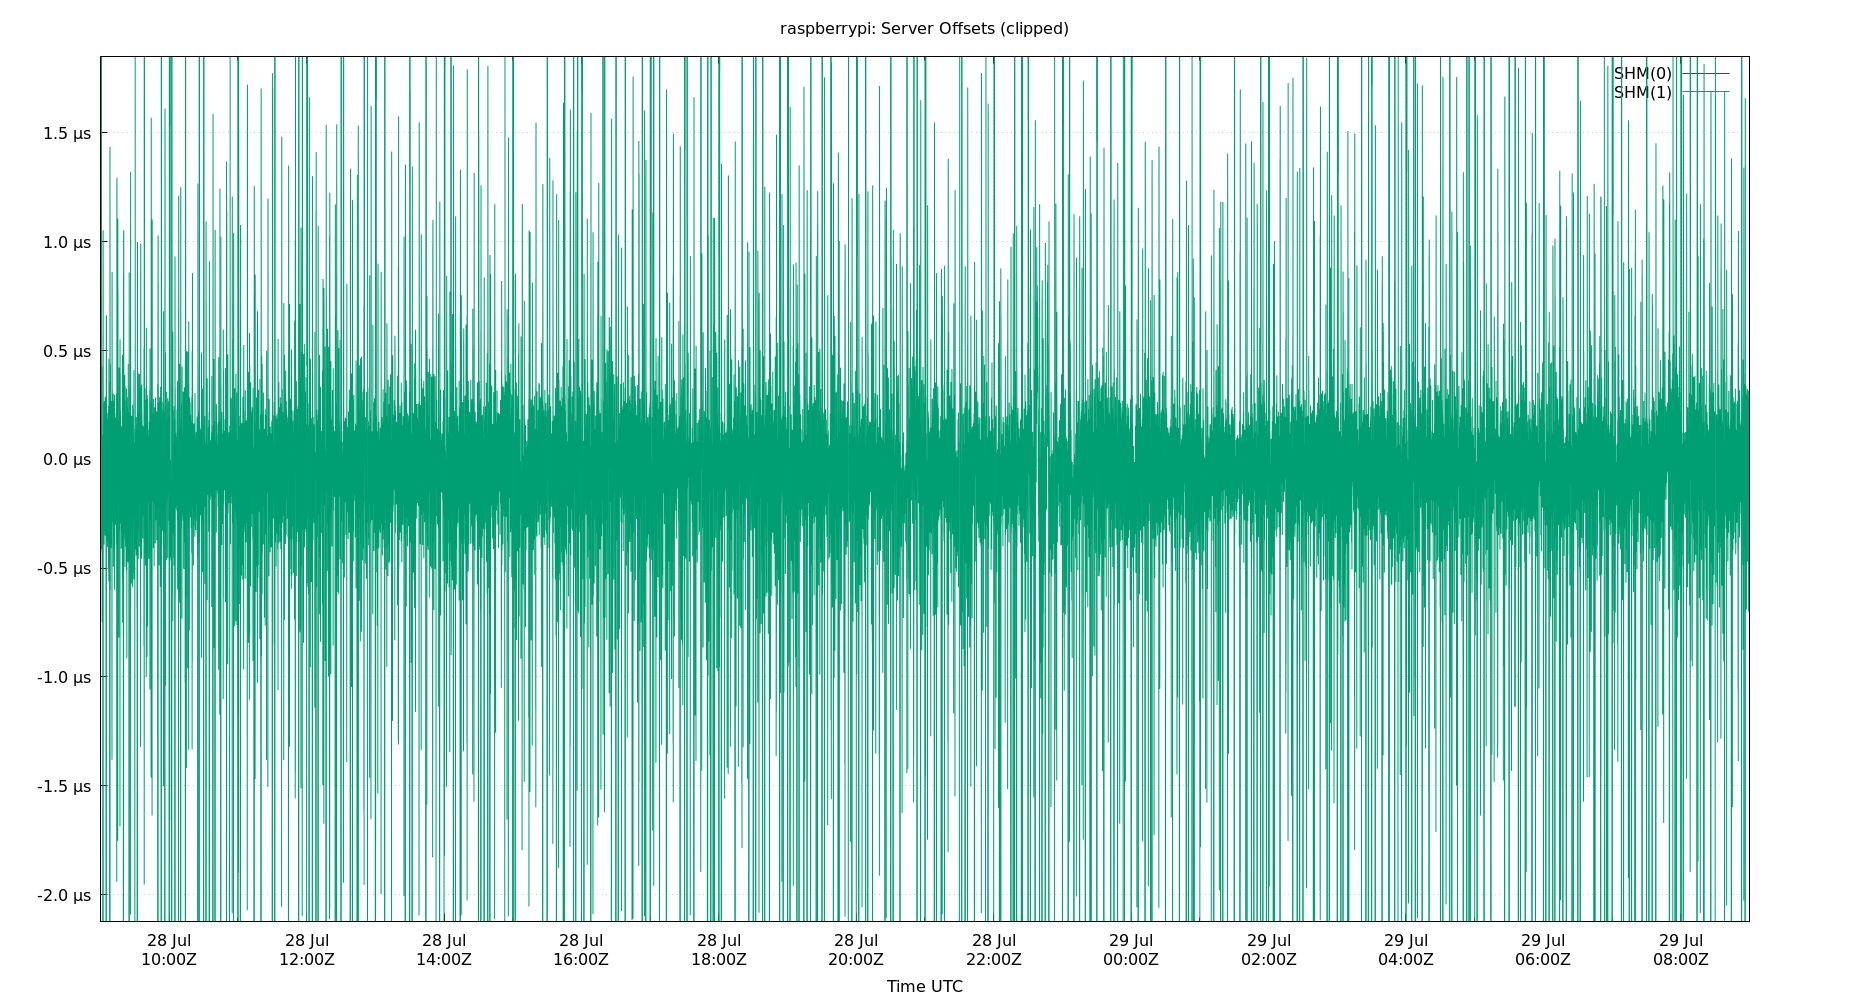 raspberrypi: Server Offsets (clipped)
SHM(0)
SHM(1)
1.5 µs
1.0 µs
0.5 µs
0.0 µs
-0.5 µs
-1.0 µs
-1.5 µs
-2.0 µs
28 Jul 28 Jul 28 Jul 28 Jul 28 Jul 28 Jul 28 Jul 29 Jul 29 Jul 29 Jul 29 Jul 29 Jul
10:00Z 12:00Z 14:00Z 16:00Z 18:00Z 20:00Z 22:00Z 00:00Z 02:00Z 04:00Z 06:00Z 08:00Z
Time UTC